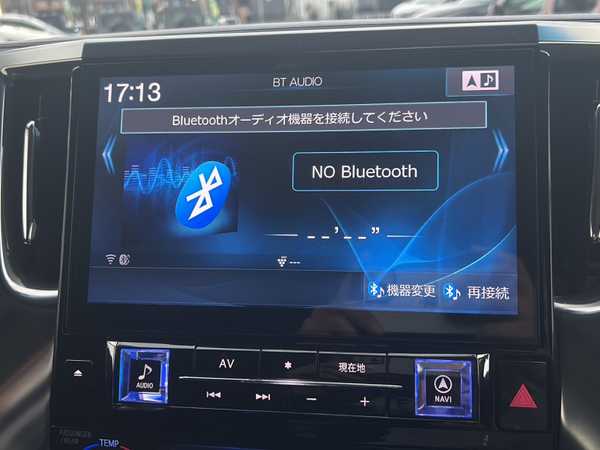 BT AUDIO
17:13
Bluetoothオーディオ機器を接続してください
NO Bluetooth
--'--"
---
機器変更
再接続
AV
*
現在地
AUDIO
NAVI
PASSENGER
/REAR
TEMP